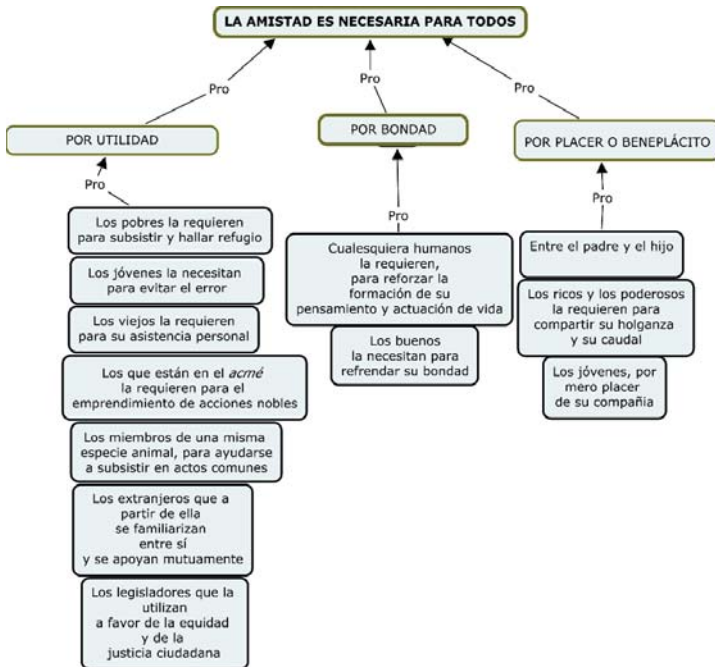 LA AMISTAD ES NECESARIA PARA TODOS
Pro
Pro
Pro
POR UTILIDAD
POR BONDAD
POR PLACER O BENEPLÁCITO
Pro
Pro
Pro
Los pobres la requieren
para subsistir y hallar refugio
Los jóvenes la necesitan
para evitar el error
Los viejos la requieren
para su asistencia personal
Los que están en el acmé
la requieren para el
emprendimiento de acciones nobles
Los miembros de una misma
especie animal, para ayudarse
a subsistir en actos comunes
Los extranjeros que a
partir de ella
se familiarizan
entre sí
y se apoyan mutuamente
Los legisladores que la
utilizan
a favor de la equidad
y de la
justicia ciudadana
Cualesquiera humanos
la requieren,
para reforzar la
formación de su
pensamiento y actuación de vida
Los buenos
la necesitan para
refrendar su bondad
Entre el padre y el hijo
Los ricos y los poderosos
la requieren para
compartir su holganza
y su caudal
Los jóvenes, por
mero placer
de su compañia